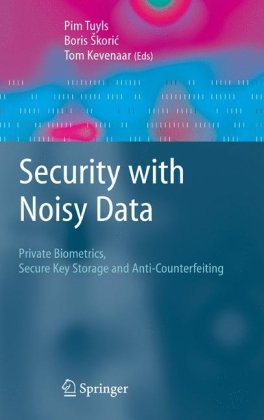 Pim Tuyls
Boris Škorić
Tom Kevenaar (Eds)
Security with
Noisy Data
Private Biometrics,
Secure Key Storage and Anti-Counterfeiting
Springer